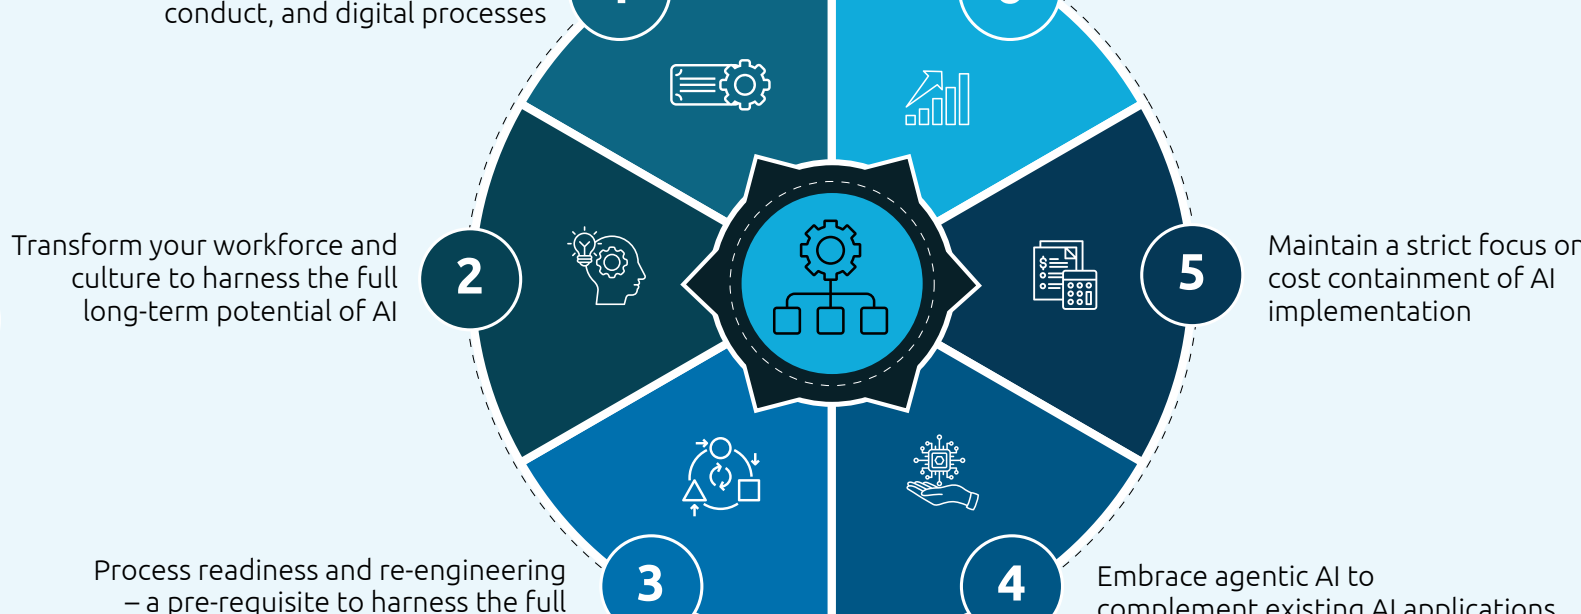 conduct, and digital processes
Transform your workforce and
culture to harness the full
long-term potential of AI
2
5
Maintain a strict focus on
cost containment of AI
implementation
Process readiness and re-engineering
– a pre-requisite to harness the full
3
4
Embrace agentic AI to
complement existing AI applications